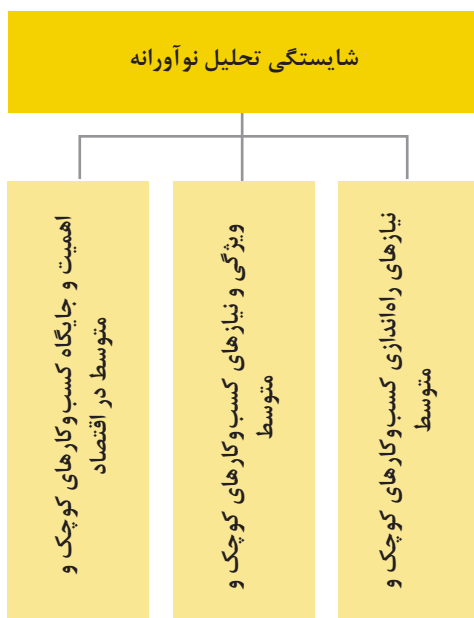 شایستگی تحلیل نوآورانه
نیازهای راه‌اندازی کسب‌وکارهای کوچک و
متوسط
ویژگی و نیازهای کسب‌وکارهای کوچک و
متوسط
اهمیت و جایگاه کسب‌وکارهای کوچک و
متوسط در اقتصاد